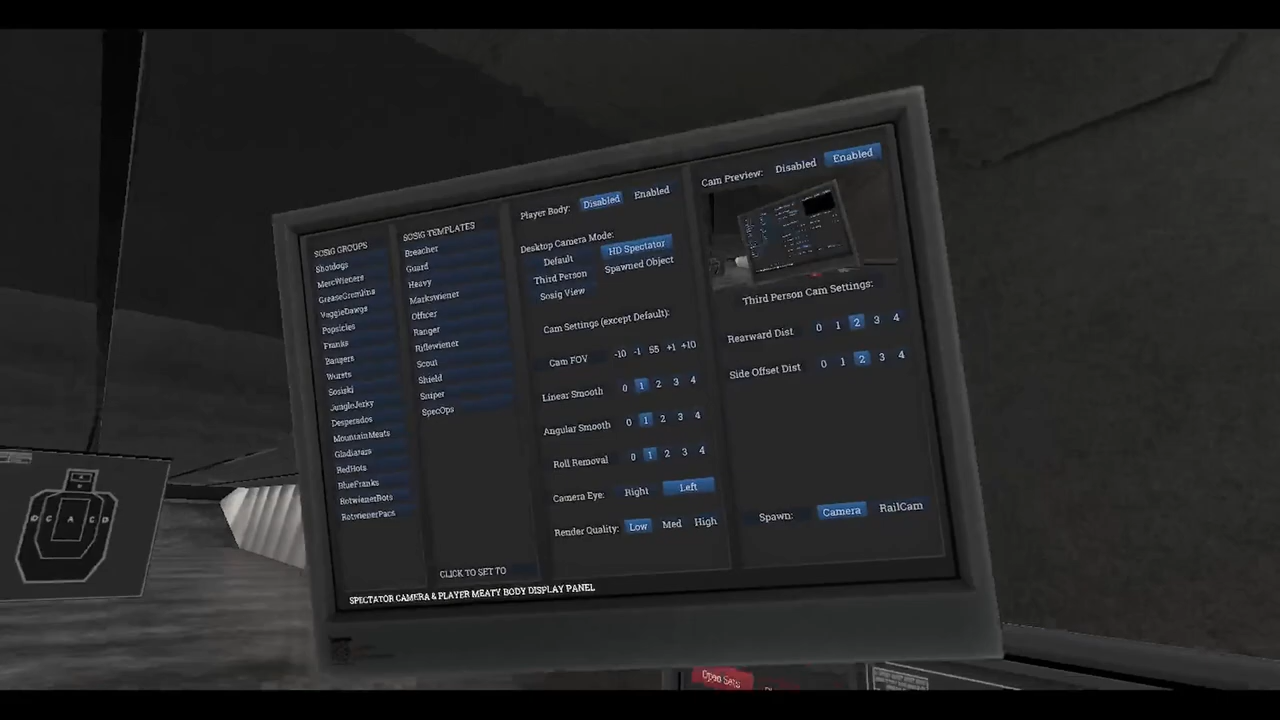 SOSIG GROUPS
Shotdogs
MercWieners
GreaseGremlins
VeggieDawgs
Popsicles
Franks
Bangers
Wursts
Sosiski
JungleJerky
Desperados
MountainMeats
Gladiators
RedHots
BlueFranks
RotwienerBots
RotwienerPacs
SOSIG TEMPLATES
Breacher
Guard
Heavy
Markswiener
Officer
Ranger
Riflewiener
Scout
Shield
Sniper
SpecOps
CLICK TO SET TO
Player Body: Disabled Enabled
Desktop Camera Mode:
Default HD Spectator
Third Person Spawned Object
Sosig View
Cam Settings (except Default):
Cam FOV -10 -1 55 +1 +10
Linear Smooth 0 1 2 3 4
Angular Smooth 0 1 2 3 4
Roll Removal 0 1 2 3 4
Camera Eye: Right Left
Render Quality: Low Med High
Cam Preview: Disabled Enabled
Third Person Cam Settings:
Rearward Dist 0 1 2 3 4
Side Offset Dist 0 1 2 3 4
Spawn: Camera RailCam
SPECTATOR CAMERA & PLAYER MEATY BODY DISPLAY PANEL
D C A C D
Open Sets